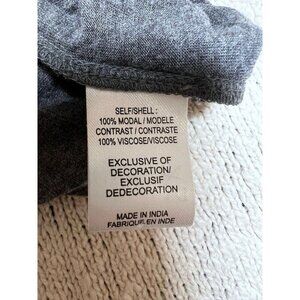 SELF/SHELL :
100% MODAL / MODELE
CONTRAST / CONTRASTE
100% VISCOSE/VISCOSE
EXCLUSIVE OF
DECORATION/
EXCLUSIF
DEDECORATION
MADE IN INDIA
FABRIQUE EN INDE